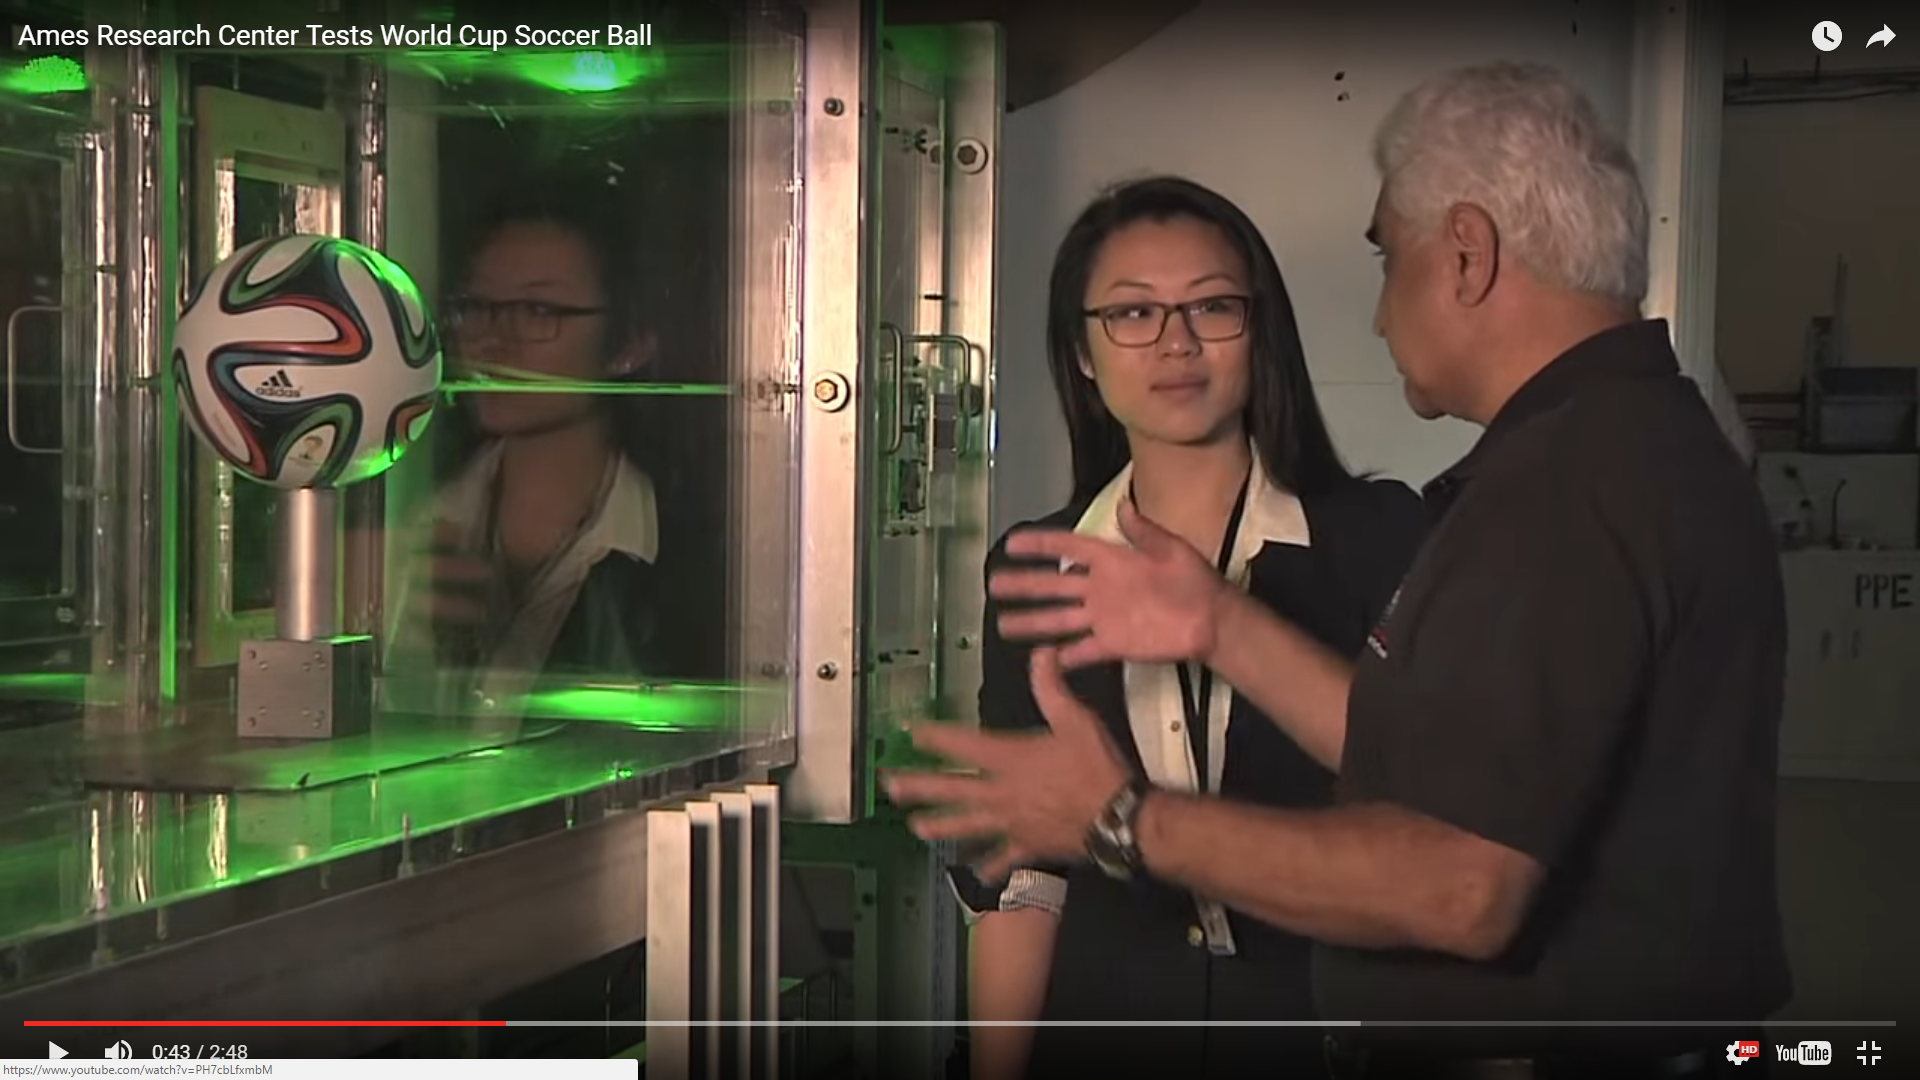 Ames Research Center Tests World Cup Soccer Ball
adidas
PPE
0:43 / 2:48
HD
YouTube
https://www.youtube.com/watch?v=PH7cbLfxmbM